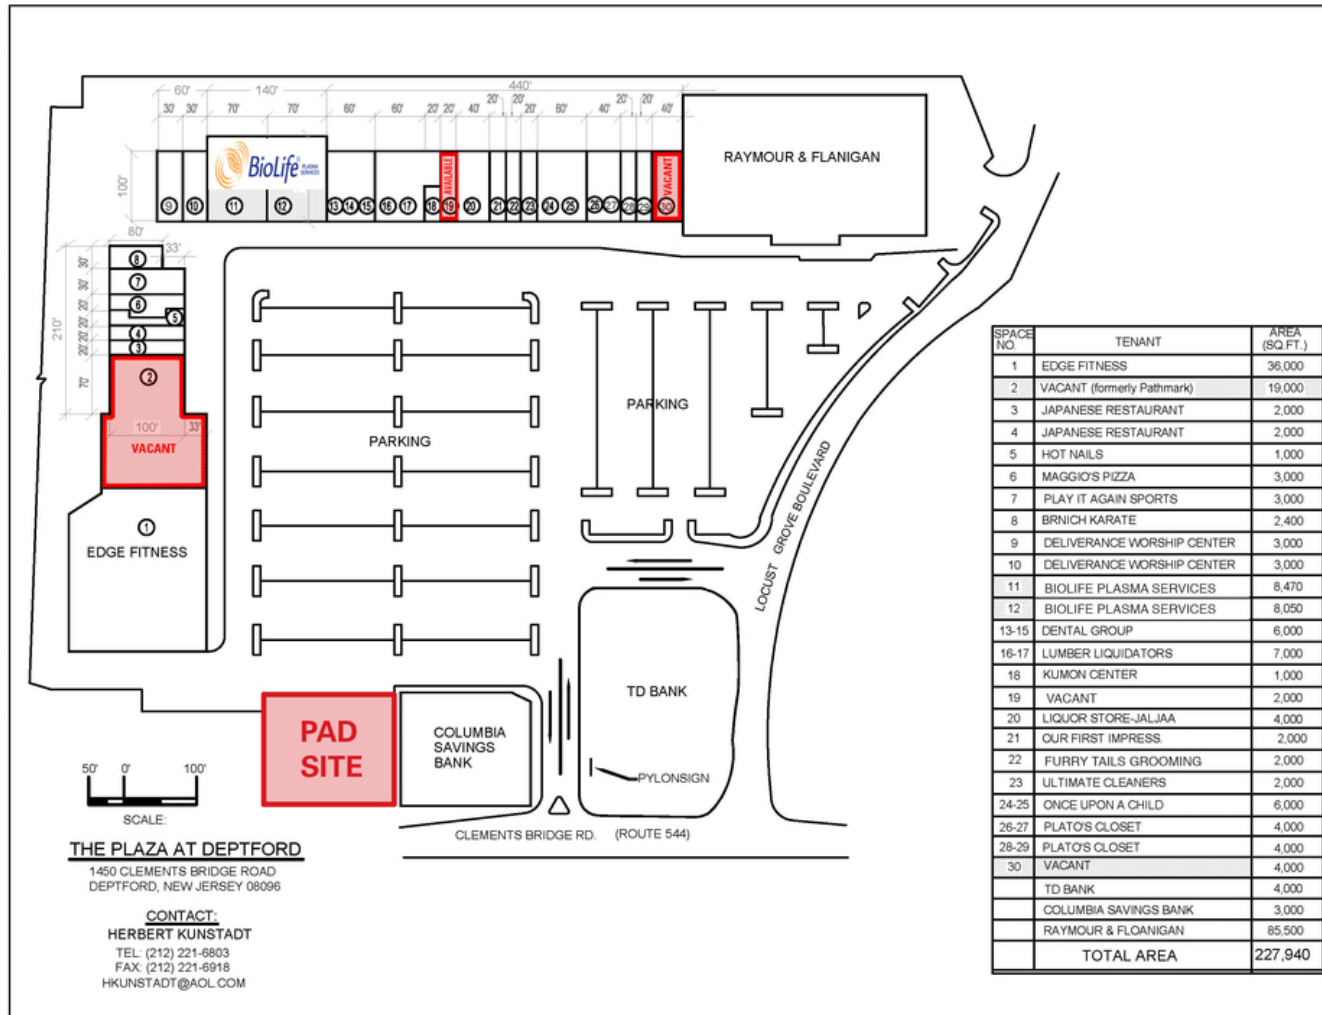 60' 140' 440'
30' 30' 70' 70' 60' 60' 20' 20' 40' 20' 20' 20' 60' 40' 20' 20' 40'
BioLife PLASMA SERVICES
AVAILABLE
VACANT
RAYMOUR & FLANIGAN
100'
9 10 11 12 13 14 15 16 17 18 19 20 21 22 23 24 25 26 27 28 29 30
80'
33'
30'
30'
20'
20'
20'
20'
70'
210'
8
7
6
5
4
3
2
100' 33'
VACANT
1
EDGE FITNESS
PARKING
PARKING
LOCUST GROVE BOULEVARD
TD BANK
PYLONSIGN
PAD
SITE
COLUMBIA
SAVINGS
BANK
CLEMENTS BRIDGE RD. (ROUTE 544)
50' 0' 100'
SCALE:
THE PLAZA AT DEPTFORD
1450 CLEMENTS BRIDGE ROAD
DEPTFORD, NEW JERSEY 08096
CONTACT:
HERBERT KUNSTADT
TEL: (212) 221-6803
FAX: (212) 221-6918
HKUNSTADT@AOL.COM
SPACE NO. TENANT AREA (SQ.FT.)
1 EDGE FITNESS 36,000
2 VACANT (formerly Pathmark) 19,000
3 JAPANESE RESTAURANT 2,000
4 JAPANESE RESTAURANT 2,000
5 HOT NAILS 1,000
6 MAGGIO'S PIZZA 3,000
7 PLAY IT AGAIN SPORTS 3,000
8 BRNICH KARATE 2,400
9 DELIVERANCE WORSHIP CENTER 3,000
10 DELIVERANCE WORSHIP CENTER 3,000
11 BIOLIFE PLASMA SERVICES 8,470
12 BIOLIFE PLASMA SERVICES 8,050
13-15 DENTAL GROUP 6,000
16-17 LUMBER LIQUIDATORS 7,000
18 KUMON CENTER 1,000
19 VACANT 2,000
20 LIQUOR STORE-JALJAA 4,000
21 OUR FIRST IMPRESS. 2,000
22 FURRY TAILS GROOMING 2,000
23 ULTIMATE CLEANERS 2,000
24-25 ONCE UPON A CHILD 6,000
26-27 PLATO'S CLOSET 4,000
28-29 PLATO'S CLOSET 4,000
30 VACANT 4,000
TD BANK 4,000
COLUMBIA SAVINGS BANK 3,000
RAYMOUR & FLOANIGAN 85,500
TOTAL AREA 227,940